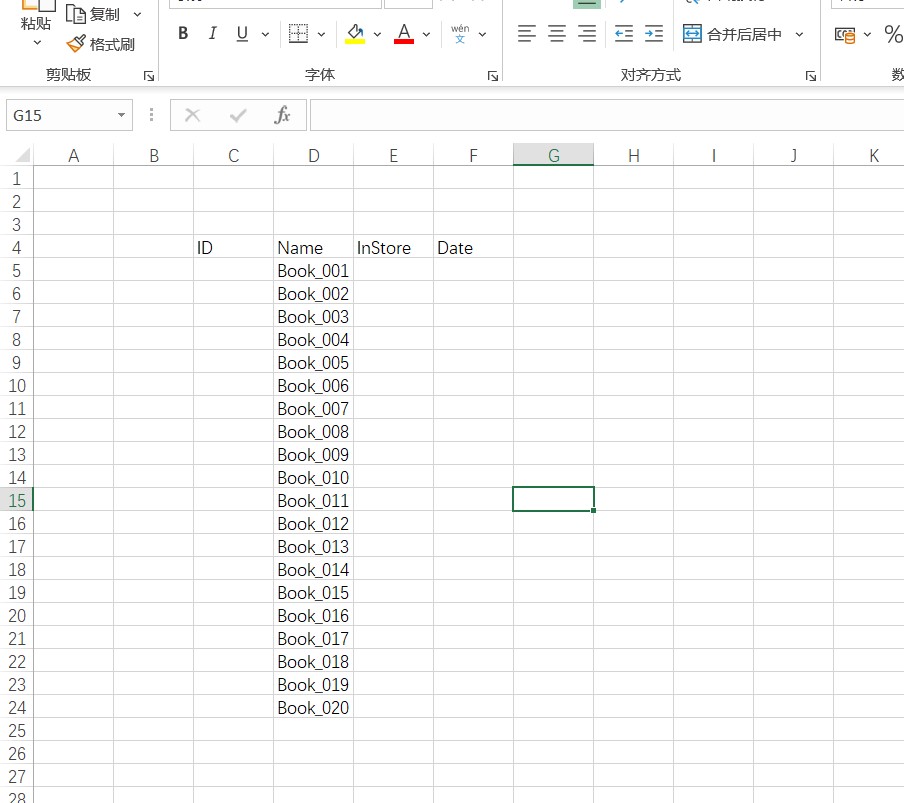 粘贴
复制
格式刷
B I U A wén 文
合并后居中
%
剪贴板 字体 对齐方式 数
G15 fx
A B C D E F G H I J K
1
2
3
4 ID Name InStore Date
5 Book_001
6 Book_002
7 Book_003
8 Book_004
9 Book_005
10 Book_006
11 Book_007
12 Book_008
13 Book_009
14 Book_010
15 Book_011
16 Book_012
17 Book_013
18 Book_014
19 Book_015
20 Book_016
21 Book_017
22 Book_018
23 Book_019
24 Book_020
25
26
27
28